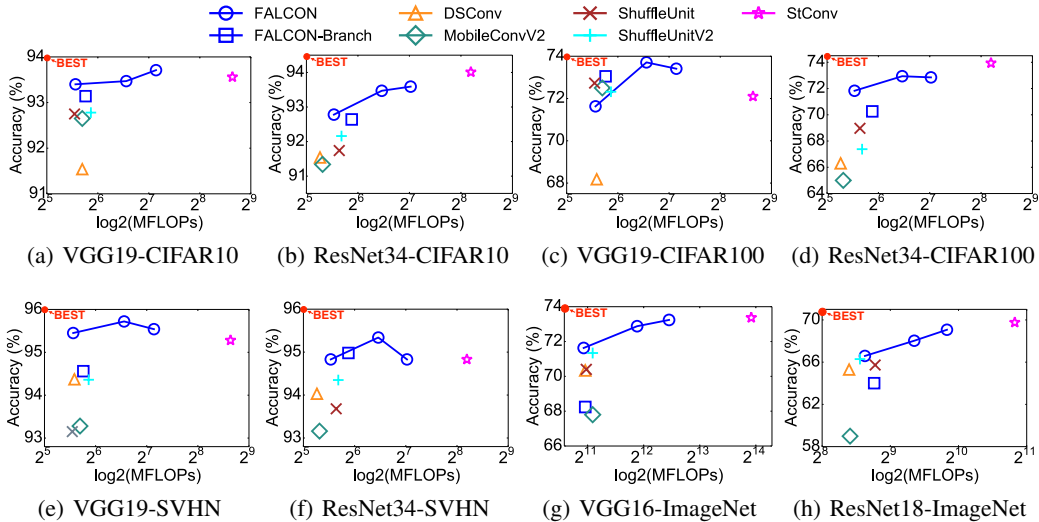 FALCON DSConv ShuffleUnit StConv
FALCON-Branch MobileConvV2 ShuffleUnitV2
94
93
92
91
Accuracy (%)
BEST
2^5 2^6 2^7 2^8 2^9
log2(MFLOPs)
(a) VGG19-CIFAR10
94
93
92
91
Accuracy (%)
BEST
2^5 2^6 2^7 2^8 2^9
log2(MFLOPs)
(b) ResNet34-CIFAR10
74
72
70
68
Accuracy (%)
BEST
2^5 2^6 2^7 2^8 2^9
log2(MFLOPs)
(c) VGG19-CIFAR100
74
72
70
68
66
64
Accuracy (%)
BEST
2^5 2^6 2^7 2^8 2^9
log2(MFLOPs)
(d) ResNet34-CIFAR100
96
95
94
93
Accuracy (%)
BEST
2^5 2^6 2^7 2^8 2^9
log2(MFLOPs)
(e) VGG19-SVHN
96
95
94
93
Accuracy (%)
BEST
2^5 2^6 2^7 2^8 2^9
log2(MFLOPs)
(f) ResNet34-SVHN
74
72
70
68
66
Accuracy (%)
BEST
2^11 2^12 2^13 2^14
log2(MFLOPs)
(g) VGG16-ImageNet
70
66
62
58
Accuracy (%)
BEST
2^8 2^9 2^10 2^11
log2(MFLOPs)
(h) ResNet18-ImageNet